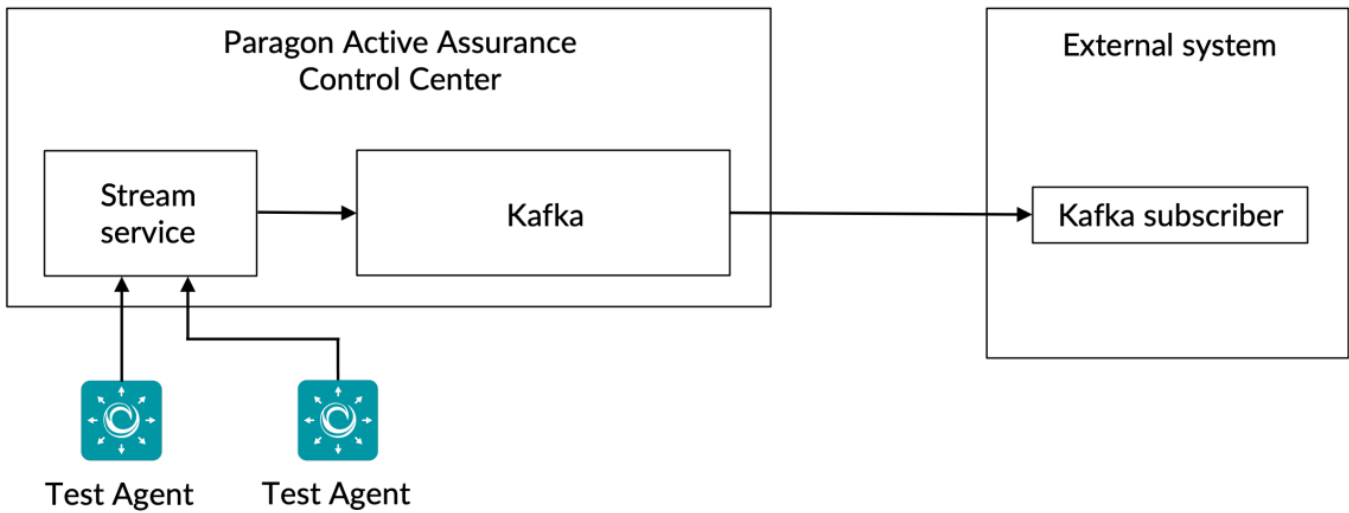 Paragon Active Assurance
Control Center
External system
Stream
service
Kafka
Kafka subscriber
Test Agent
Test Agent